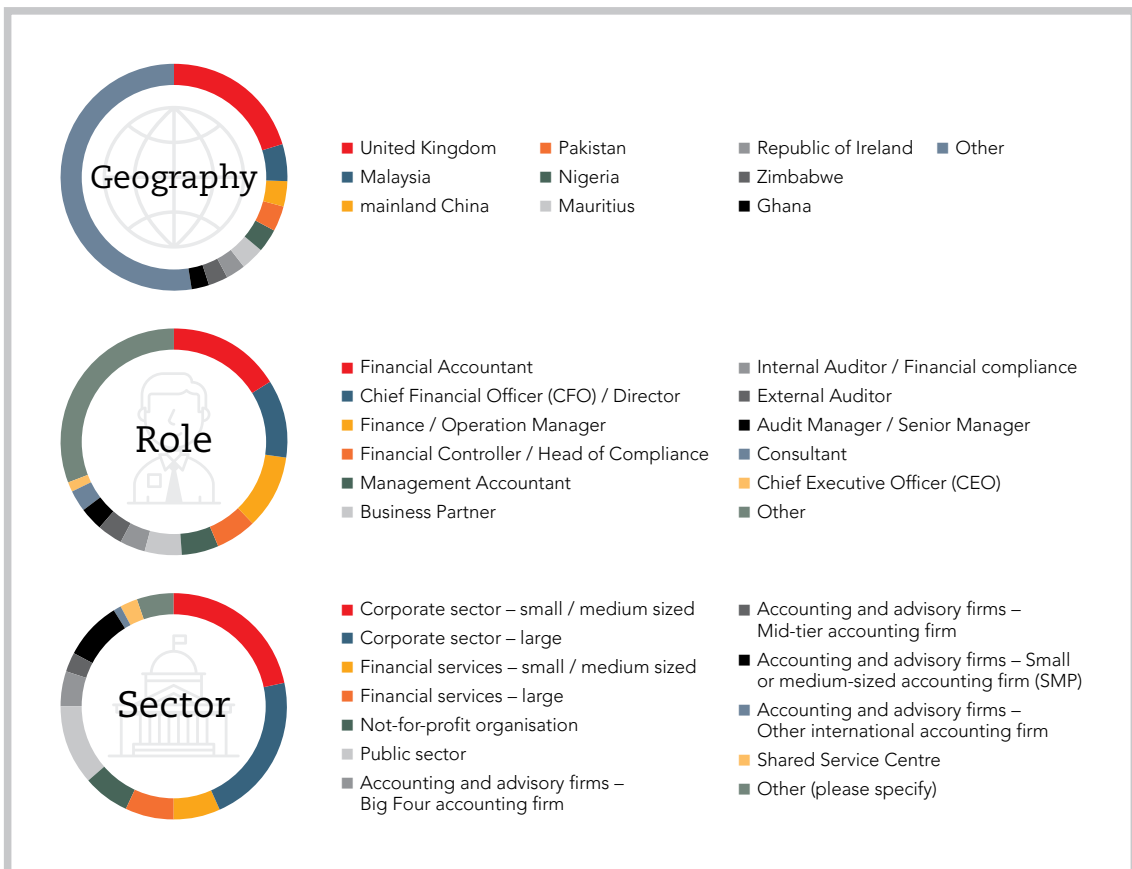 Geography
United Kingdom
Malaysia
mainland China
Pakistan
Nigeria
Mauritius
Republic of Ireland
Zimbabwe
Ghana
Other
Role
Financial Accountant
Chief Financial Officer (CFO) / Director
Finance / Operation Manager
Financial Controller / Head of Compliance
Management Accountant
Business Partner
Internal Auditor / Financial compliance
External Auditor
Audit Manager / Senior Manager
Consultant
Chief Executive Officer (CEO)
Other
Sector
Corporate sector – small / medium sized
Corporate sector – large
Financial services – small / medium sized
Financial services – large
Not-for-profit organisation
Public sector
Accounting and advisory firms –
Big Four accounting firm
Accounting and advisory firms –
Mid-tier accounting firm
Accounting and advisory firms – Small
or medium-sized accounting firm (SMP)
Accounting and advisory firms –
Other international accounting firm
Shared Service Centre
Other (please specify)